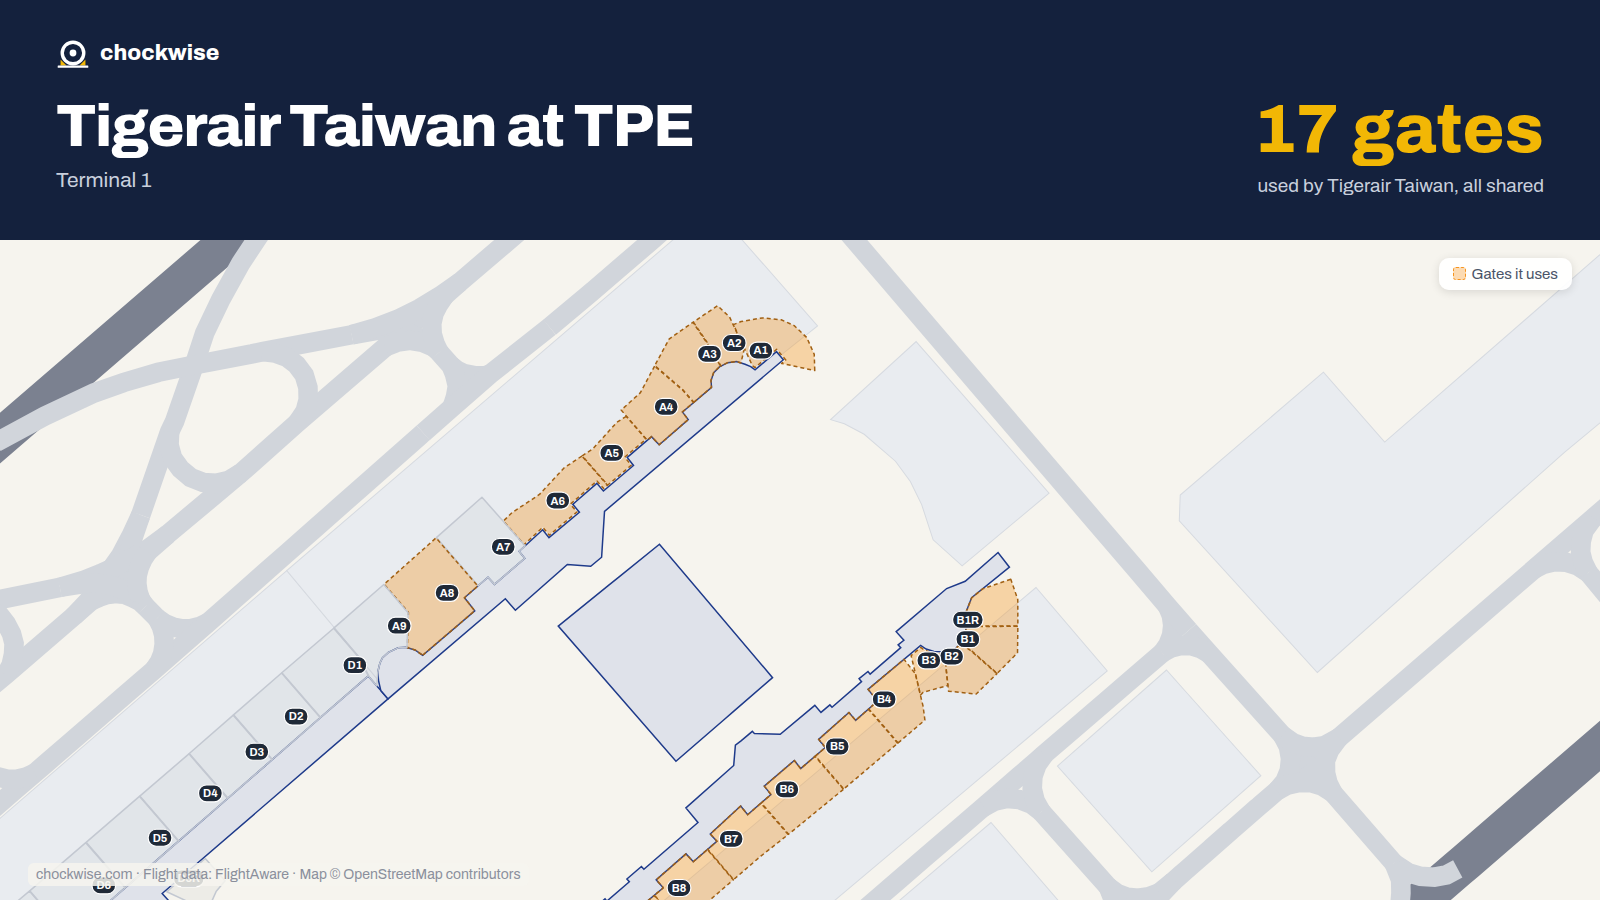 chockwise
Tigerair Taiwan at TPE
Terminal 1
17 gates
used by Tigerair Taiwan, all shared
Gates it uses
A1
A2
A3
A4
A5
A6
A7
A8
A9
D1
D2
D3
D4
D5
D6
B1R
B1
B2
B3
B4
B5
B6
B7
B8
chockwise.com · Flight data: FlightAware · Map © OpenStreetMap contributors